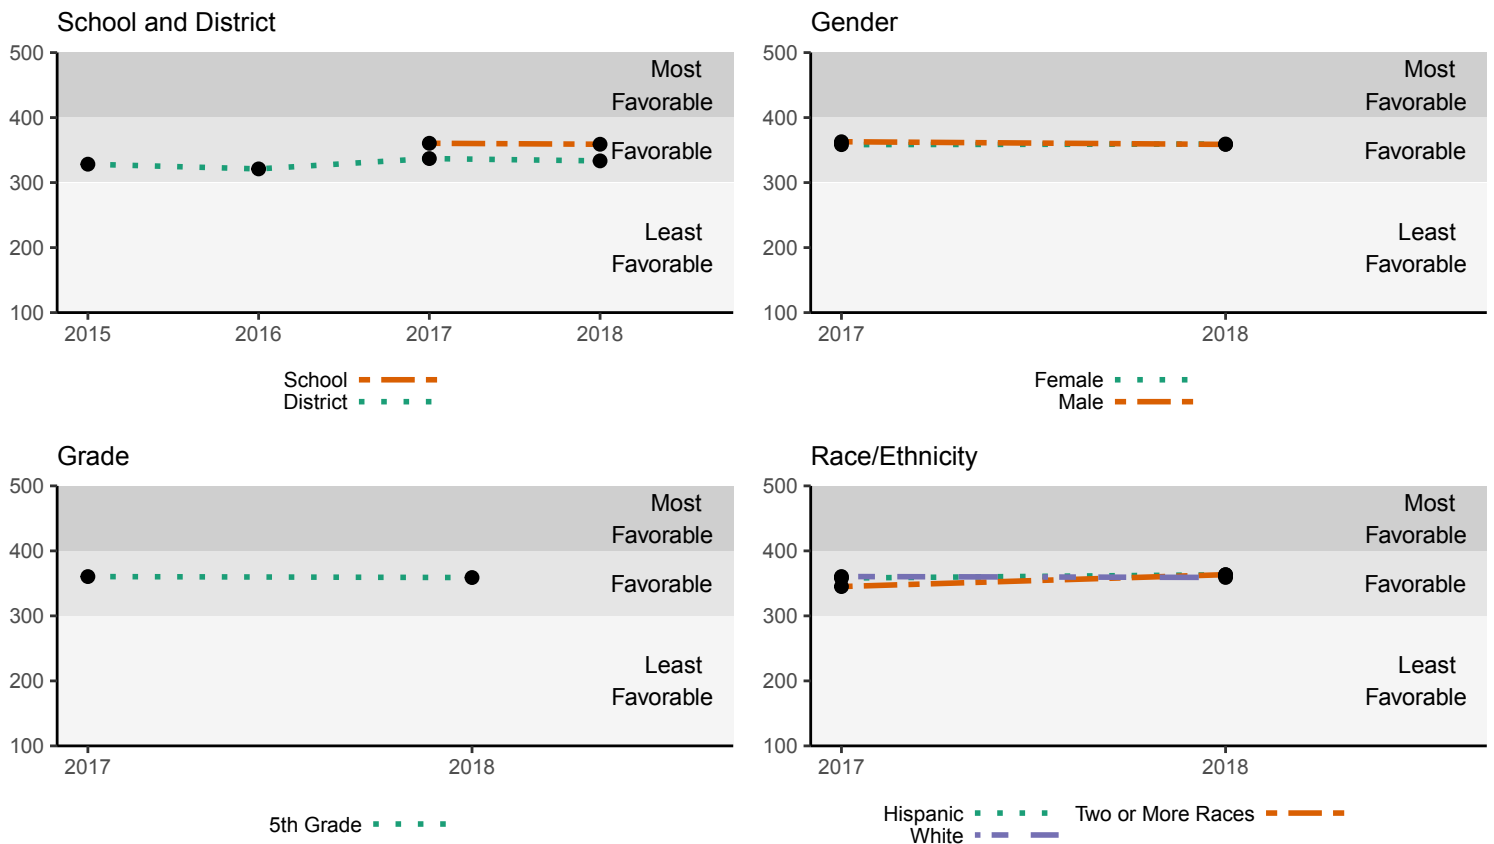 School and District
500
400
300
200
100
Most
Favorable
Favorable
Least
Favorable
2015 2016 2017 2018
School
District
Gender
500
400
300
200
100
Most
Favorable
Favorable
Least
Favorable
2017 2018
Female
Male
Grade
500
400
300
200
100
Most
Favorable
Favorable
Least
Favorable
2017 2018
5th Grade
Race/Ethnicity
500
400
300
200
100
Most
Favorable
Favorable
Least
Favorable
2017 2018
Hispanic Two or More Races
White